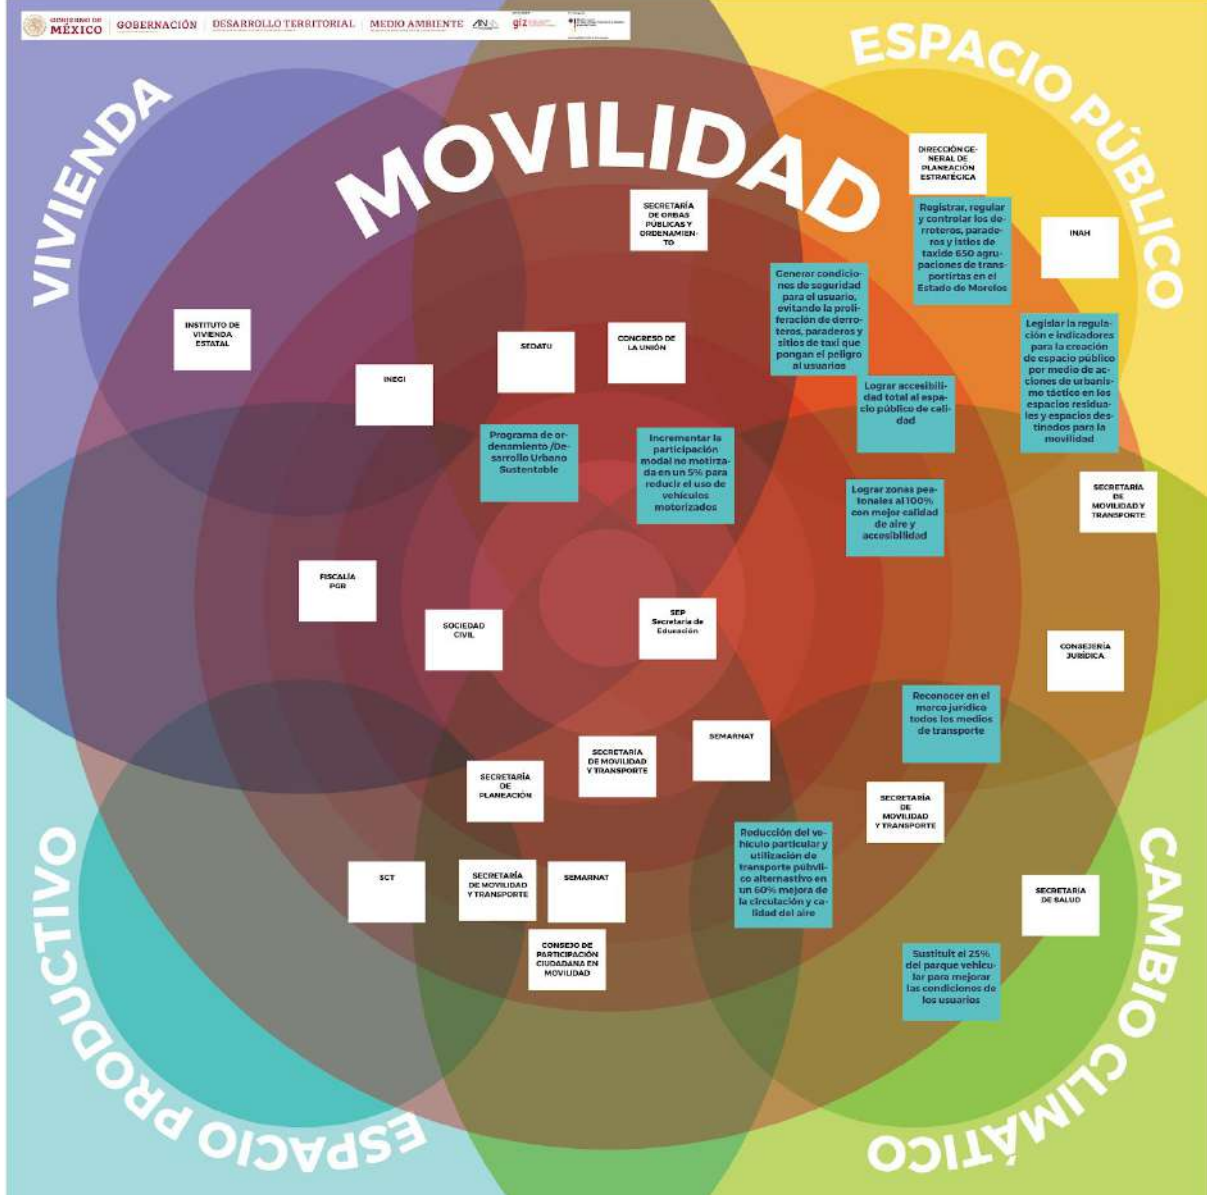 GOBIERNO DE
MÉXICO
GOBERNACIÓN
DESARROLLO TERRITORIAL
MEDIO AMBIENTE
giz
VIVIENDA
MOVILIDAD
ESPACIO PÚBLICO
DIRECCIÓN GE-
NERAL DE
PLANEACIÓN
ESTRATÉGICA
SECRETARÍA
DE ORBAS
PÚBLICAS Y
ORDENAMIEN-
TO
Registrar, regular
y controlar los de-
rroteros, parade-
ros y istios de
taxide 650 agru-
paciones de trans-
portirtas en el
Estado de Morelos
INAH
Generar condicio-
nes de seguridad
para el usuario,
evitando la proli-
feración de derro-
teros, paraderos y
sitios de taxi que
pongan el peligro
al usuarios
INSTITUTO DE
VIVIENDA
ESTATAL
INEGI
SEDATU
CONGRESO DE
LA UNIÓN
Legislar la regula-
ción e indicadores
para la creación
de espacio público
por medio de ac-
ciones de urbanis-
mo táctico en los
espacios residua-
les y espacios des-
tinados para la
movilidad
Lograr accesibili-
dad total al espa-
cio público de cali-
dad
Programa de or-
denamiento /De-
sarrollo Urbano
Sustentable
Incrementar la
participación
modal no motirza-
da en un 5% para
reducir el uso de
vehículos
motorizados
Lograr zonas pea-
tonales al 100%
con mejor calidad
de aire y
accesibilidad
SECRETARÍA
DE
MOVILIDAD Y
TRANSPORTE
FISCALÍA
PGR
SOCIEDAD
CIVIL
SEP
Secretaria de
Educación
CONSEJERÍA
JURÍDICA
Reconocer en el
marco jurídico
todos los medios
de transporte
SECRETARÍA
DE
PLANEACIÓN
SECRETARÍA
DE MOVILIDAD
Y TRANSPORTE
SEMARNAT
SECRETARÍA
DE
MOVILIDAD
Y TRANSPORTE
Reducción del ve-
hículo particular y
utilización de
transporte púbvli-
co alternastivo en
un 60% mejora de
la circulación y ca-
lidad del aire
SCT
SECRETARÍA
DE MOVILIDAD
Y TRANSPORTE
SEMARNAT
SECRETARÍA
DE SALUD
CONSEJO DE
PARTICIPACIÓN
CIUDADANA EN
MOVILIDAD
Sustituit el 25%
del parque vehicu-
lar para mejorar
las condiciones de
los usuarios
ESPACIO PRODUCTIVO
CAMBIO CLIMÁTICO